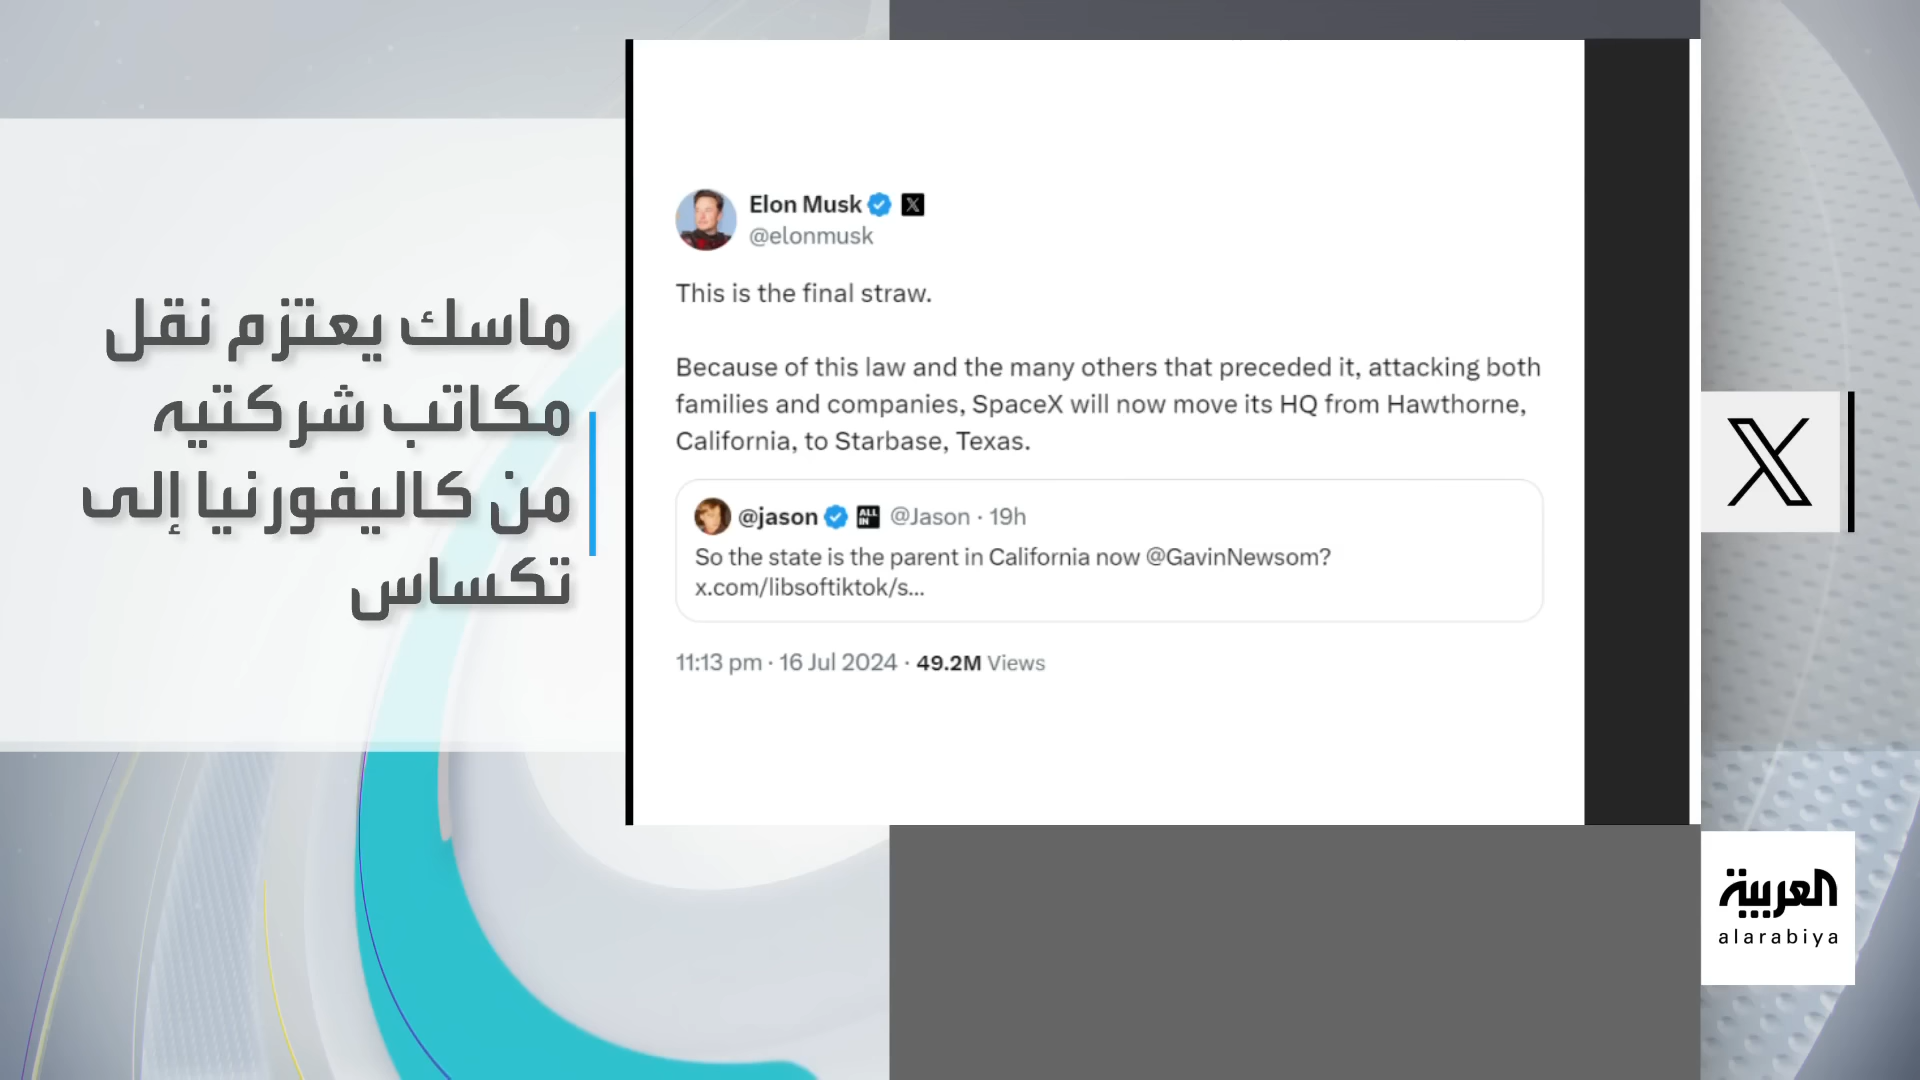 ماسك يعتزم نقل
مكاتب شركتيه
من كاليفورنيا إلى
تكساس
Elon Musk
@elonmusk
This is the final straw.
Because of this law and the many others that preceded it, attacking both
families and companies, SpaceX will now move its HQ from Hawthorne,
California, to Starbase, Texas.
@jason ALL IN @Jason · 19h
So the state is the parent in California now @GavinNewsom?
x.com/libsoftiktok/s...
11:13 pm · 16 Jul 2024 · 49.2M Views
X
العربية
alarabiya